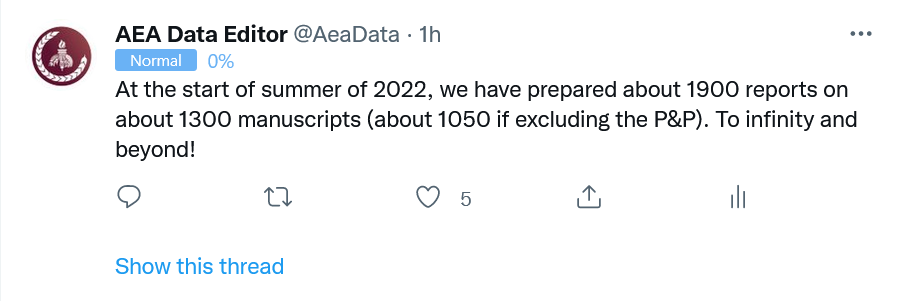 AEA Data Editor @AeaData · 1h
Normal 0%
At the start of summer of 2022, we have prepared about 1900 reports on
about 1300 manuscripts (about 1050 if excluding the P&P). To infinity and
beyond!
5
Show this thread